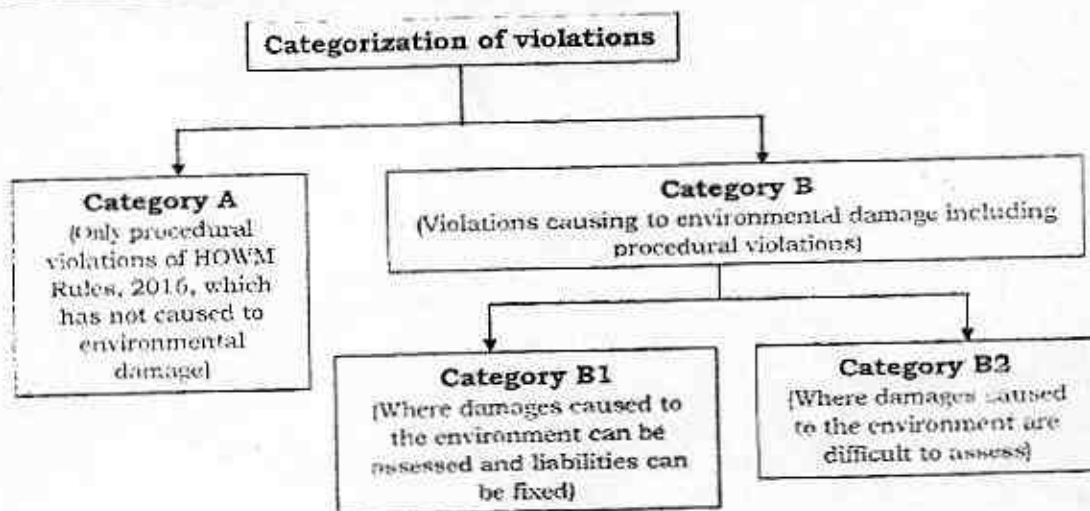 Categorization of violations
Category A
(Only procedural
violations of HOWM
Rules, 2016, which
has not caused to
environmental
damage)
Category B
(Violations causing to environmental damage including
procedural violations)
Category B1
(Where damages caused to
the environment can be
assessed and liabilities can
be fixed)
Category B2
(Where damages caused
to the environment are
difficult to assess)